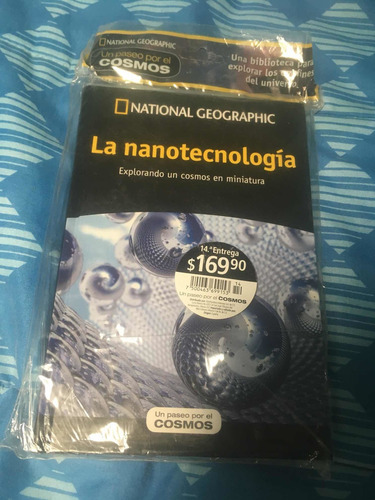 NATIONAL GEOGRAPHIC
Un paseo por el
COSMOS
Una biblioteca para
explorar los
del universo.
NATIONAL GEOGRAPHIC
La nanotecnología
Explorando un cosmos en miniatura
14.ª Entrega
$169.90
Un paseo por el COSMOS
Un paseo por el
COSMOS